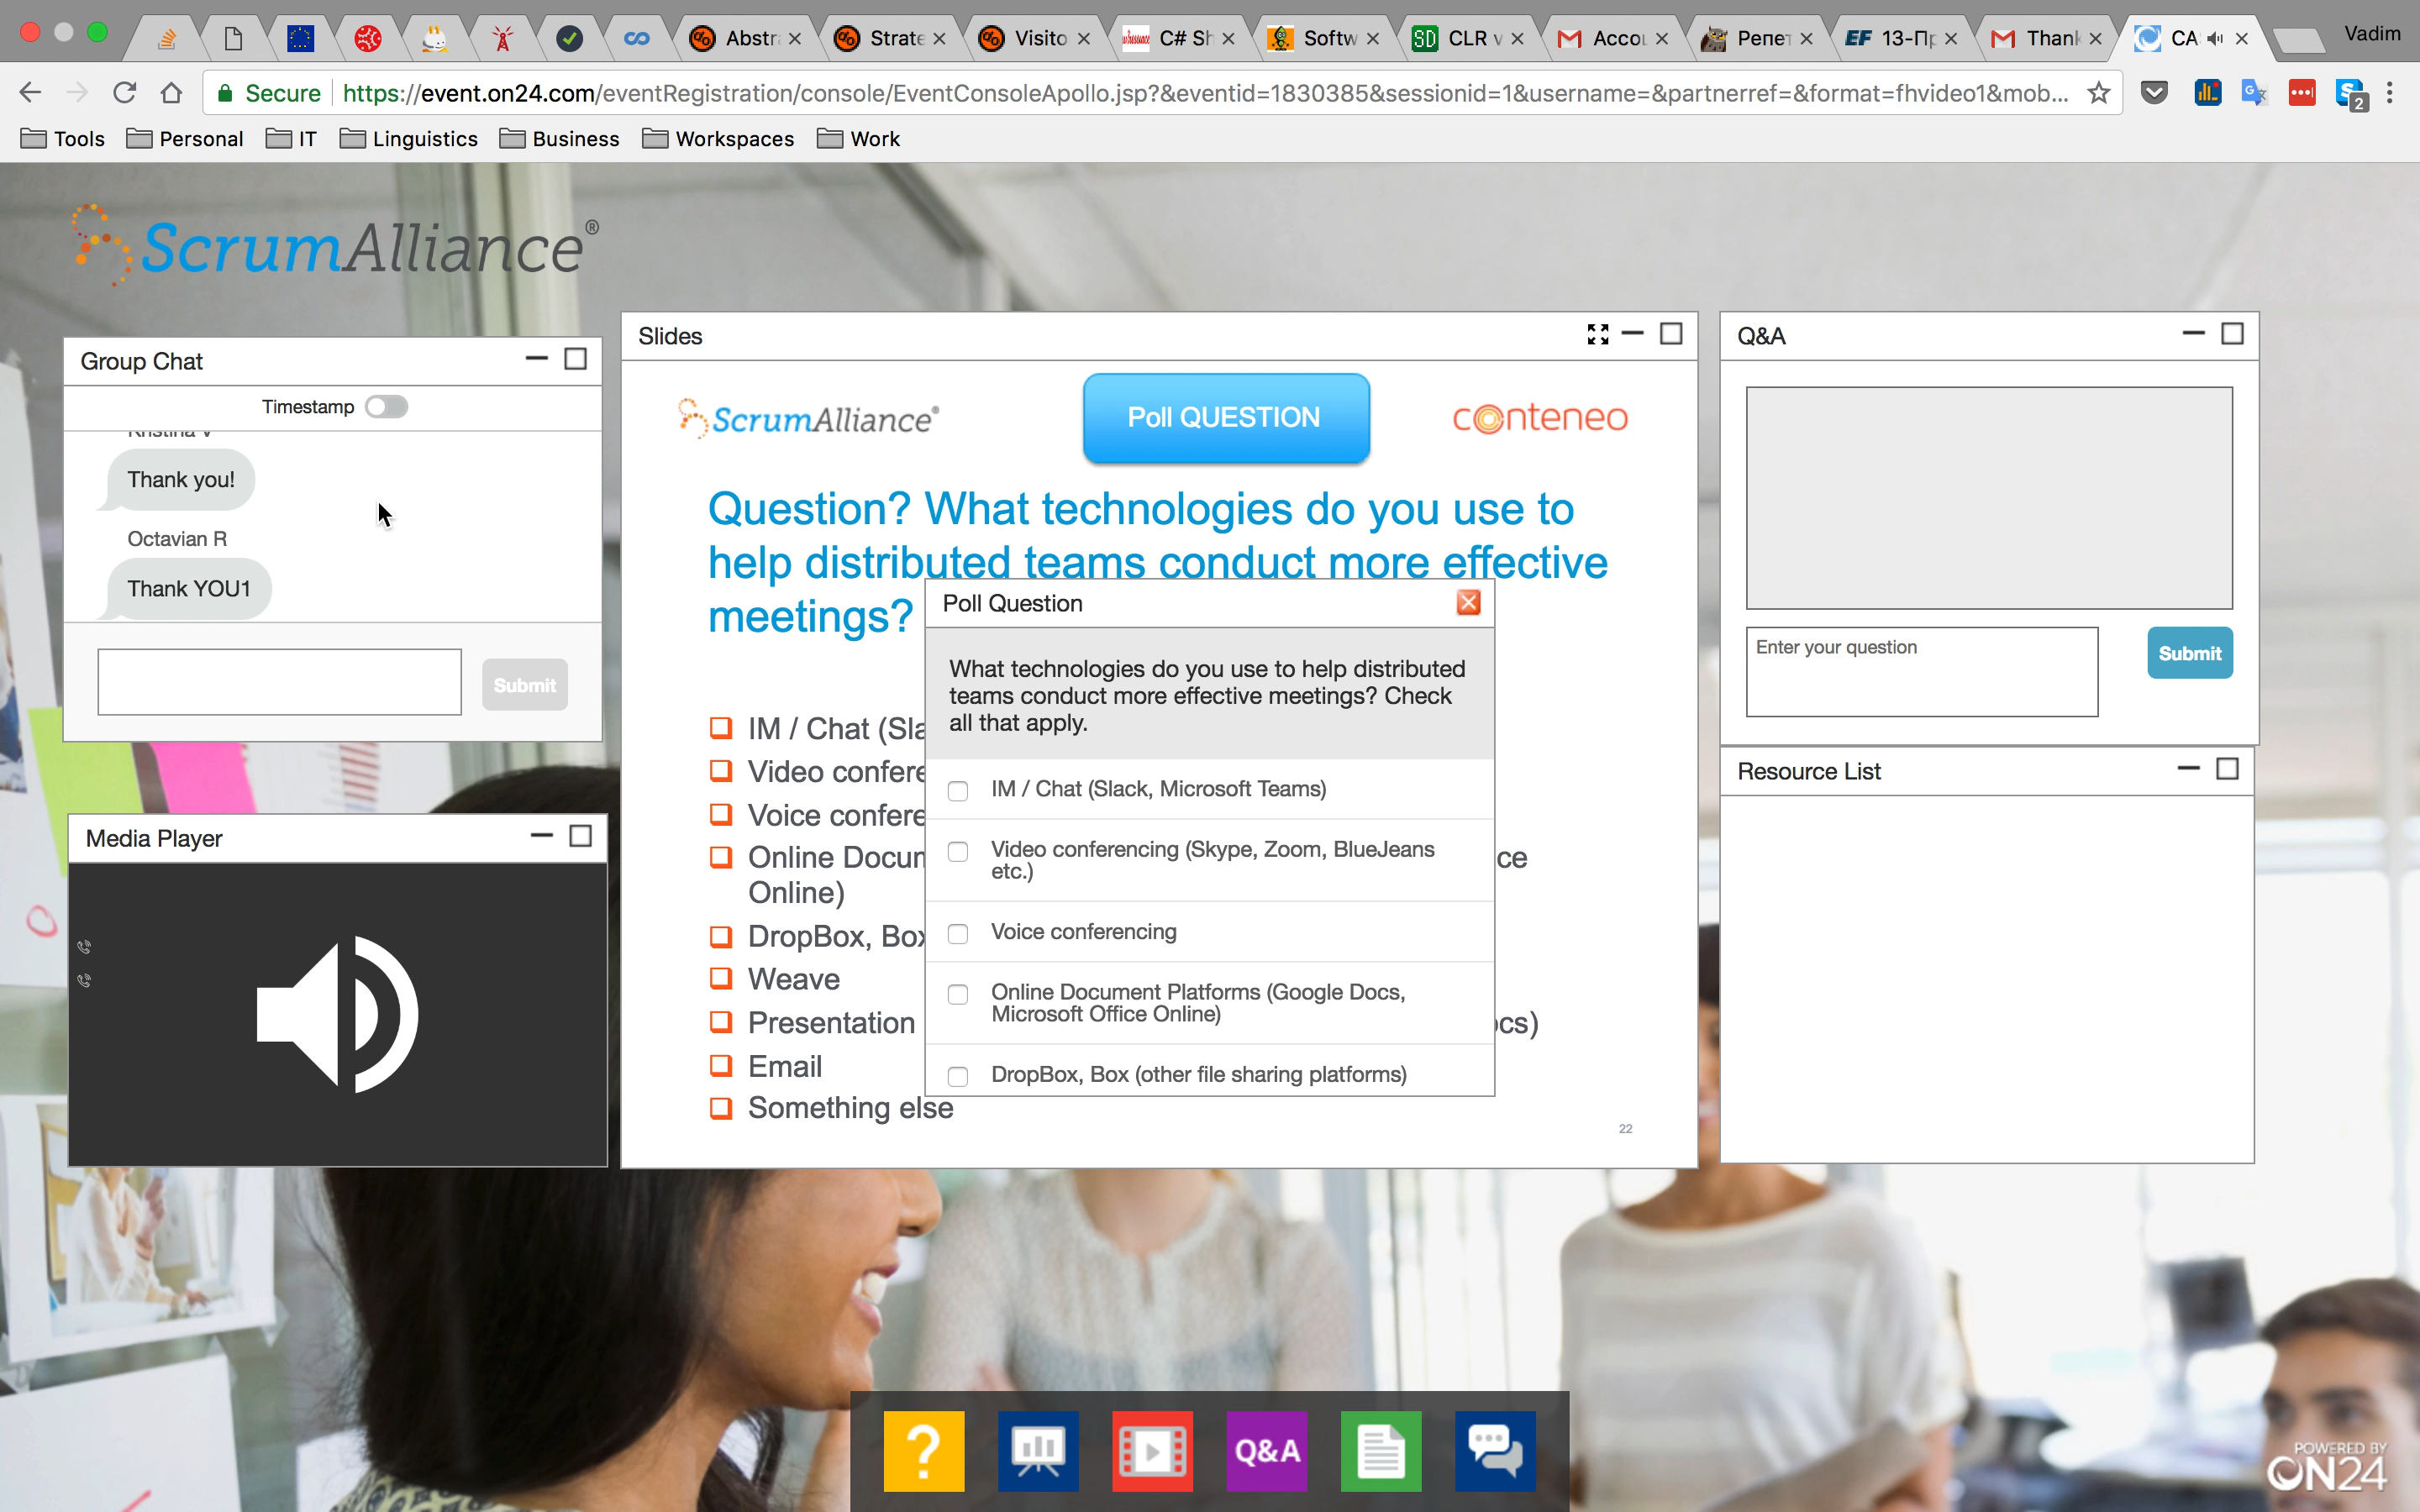 Abstr
Strate
Visito
C# Sh
Softw
SD
CLR v
Accou
Репет
EF 13-Пр
Thank
CA
Vadim
Secure
https://event.on24.com/eventRegistration/console/EventConsoleApollo.jsp?&eventid=1830385&sessionid=1&username=&partnerref=&format=fhvideo1&mob...
2
Tools
Personal
IT
Linguistics
Business
Workspaces
Work
ScrumAlliance®
Group Chat
Timestamp
Kristina V
Thank you!
Octavian R
Thank YOU1
Submit
Media Player
Slides
ScrumAlliance®
Poll QUESTION
conteneo
Question? What technologies do you use to
help distributed teams conduct more effective
meetings?
IM / Chat (Sla
Video confere
Voice confere
Online Docum
ce
Online)
DropBox, Box
Weave
Presentation
ocs)
Email
Something else
22
Poll Question
What technologies do you use to help distributed
teams conduct more effective meetings? Check
all that apply.
IM / Chat (Slack, Microsoft Teams)
Video conferencing (Skype, Zoom, BlueJeans
etc.)
Voice conferencing
Online Document Platforms (Google Docs,
Microsoft Office Online)
DropBox, Box (other file sharing platforms)
Q&A
Enter your question
Submit
Resource List
?
Q&A
POWERED BY
ON24